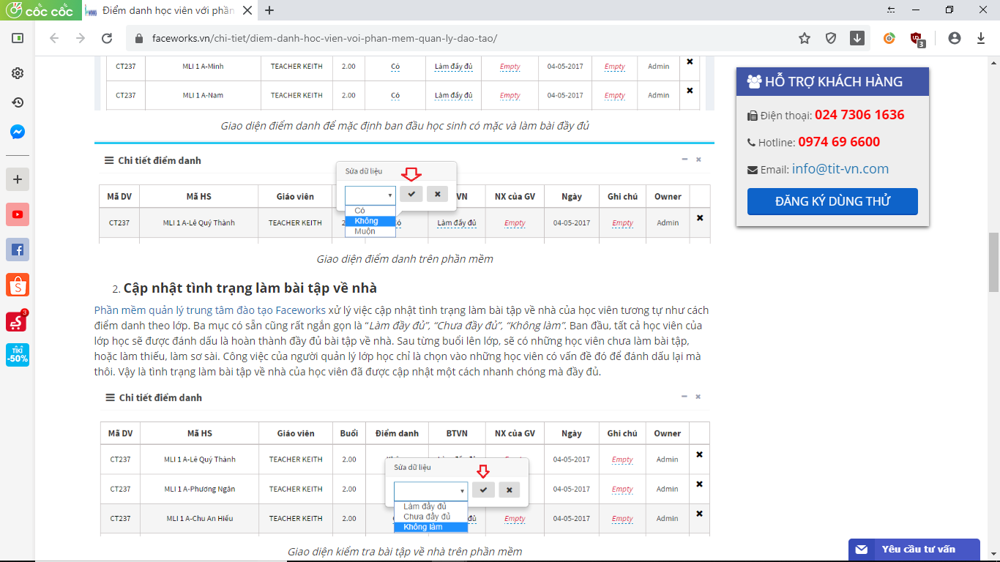 cốc cốc
Điểm danh học viên với phần
faceworks.vn/chi-tiet/diem-danh-hoc-vien-voi-phan-mem-quan-ly-dao-tao/
3
CT237 MLI 1 A-Minh TEACHER KEITH 2.00 Có Làm đầy đủ Empty 04-05-2017 Empty Admin
CT237 MLI 1 A-Nam TEACHER KEITH 2.00 Có Làm đầy đủ Empty 04-05-2017 Empty Admin
Giao diện điểm danh để mặc định ban đầu học sinh có mặc và làm bài đầy đủ
Chi tiết điểm danh
Sửa dữ liệu
Mã DV Mã HS Giáo viên VN NX của GV Ngày Ghi chú Owner
Có
Không
Muộn
CT237 MLI 1 A-Lê Quý Thành TEACHER KEITH Làm đầy đủ Empty 04-05-2017 Empty Admin
Giao diện điểm danh trên phần mềm
2. Cập nhật tình trạng làm bài tập về nhà
Phần mềm quản lý trung tâm đào tạo Faceworks xử lý việc cập nhật tình trạng làm bài tập về nhà của học viên tương tự như cách
điểm danh theo lớp. Ba mục có sẵn cũng rất ngắn gọn là “Làm đầy đủ”, “Chưa đầy đủ”, “Không làm”. Ban đầu, tất cả học viên của
lớp học sẽ được đánh dấu là hoàn thành đầy đủ bài tập về nhà. Sau từng buổi lên lớp, sẽ có những học viên chưa làm bài tập,
hoặc làm thiếu, làm sơ sài. Công việc của người quản lý lớp học chỉ là chọn vào những học viên có vấn đề đó để đánh dấu lại mà
thôi. Vậy là tình trạng làm bài tập về nhà của học viên đã được cập nhật một cách nhanh chóng mà đầy đủ.
Chi tiết điểm danh
Mã DV Mã HS Giáo viên Buổi Điểm danh BTVN NX của GV Ngày Ghi chú Owner
CT237 MLI 1 A-Lê Quý Thành TEACHER KEITH 2.00 04-05-2017 Empty Admin
Sửa dữ liệu
CT237 MLI 1 A-Phương Ngân TEACHER KEITH 2.00 04-05-2017 Empty Admin
Làm đầy đủ
Chưa đầy đủ
Không làm
CT237 MLI 1 A-Chu An Hiếu TEACHER KEITH 2.00 đủ Empty 04-05-2017 Empty Admin
Giao diện kiểm tra bài tập về nhà trên phần mềm
HỖ TRỢ KHÁCH HÀNG
Điện thoại: 024 7306 1636
Hotline: 0974 69 6600
Email: info@tit-vn.com
ĐĂNG KÝ DÙNG THỬ
3
TIKI
-50%
Yêu cầu tư vấn